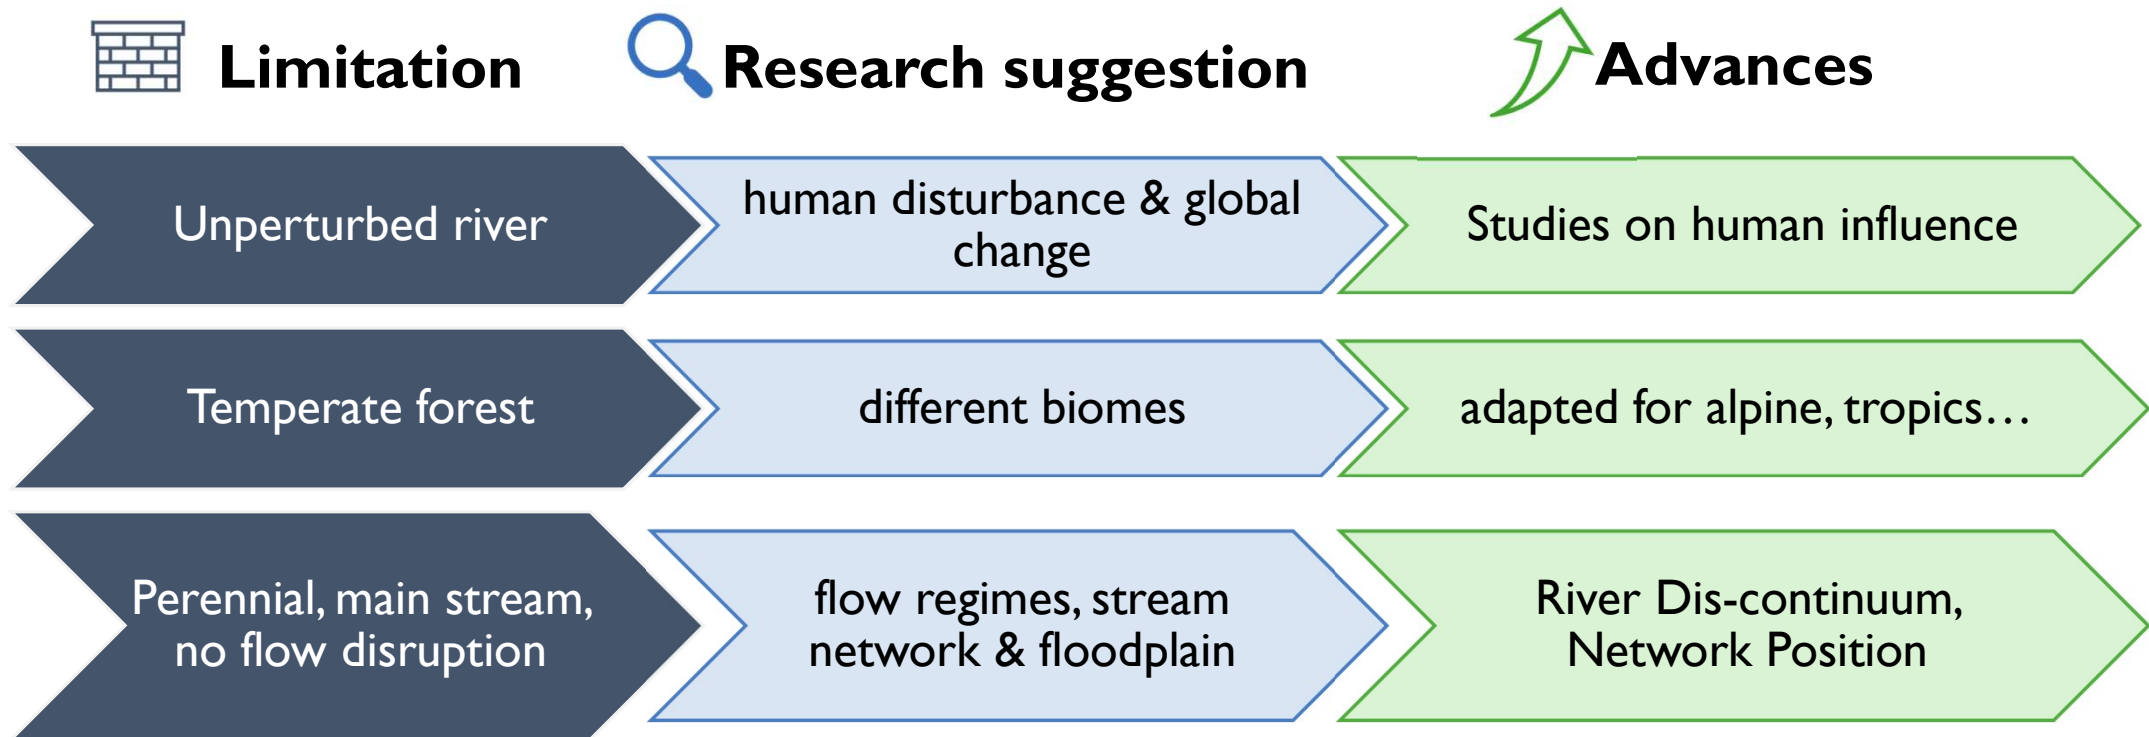 Limitation
Research suggestion
Advances
Unperturbed river
human disturbance & global
change
Studies on human influence
Temperate forest
different biomes
adapted for alpine, tropics…
Perennial, main stream,
no flow disruption
flow regimes, stream
network & floodplain
River Dis-continuum,
Network Position